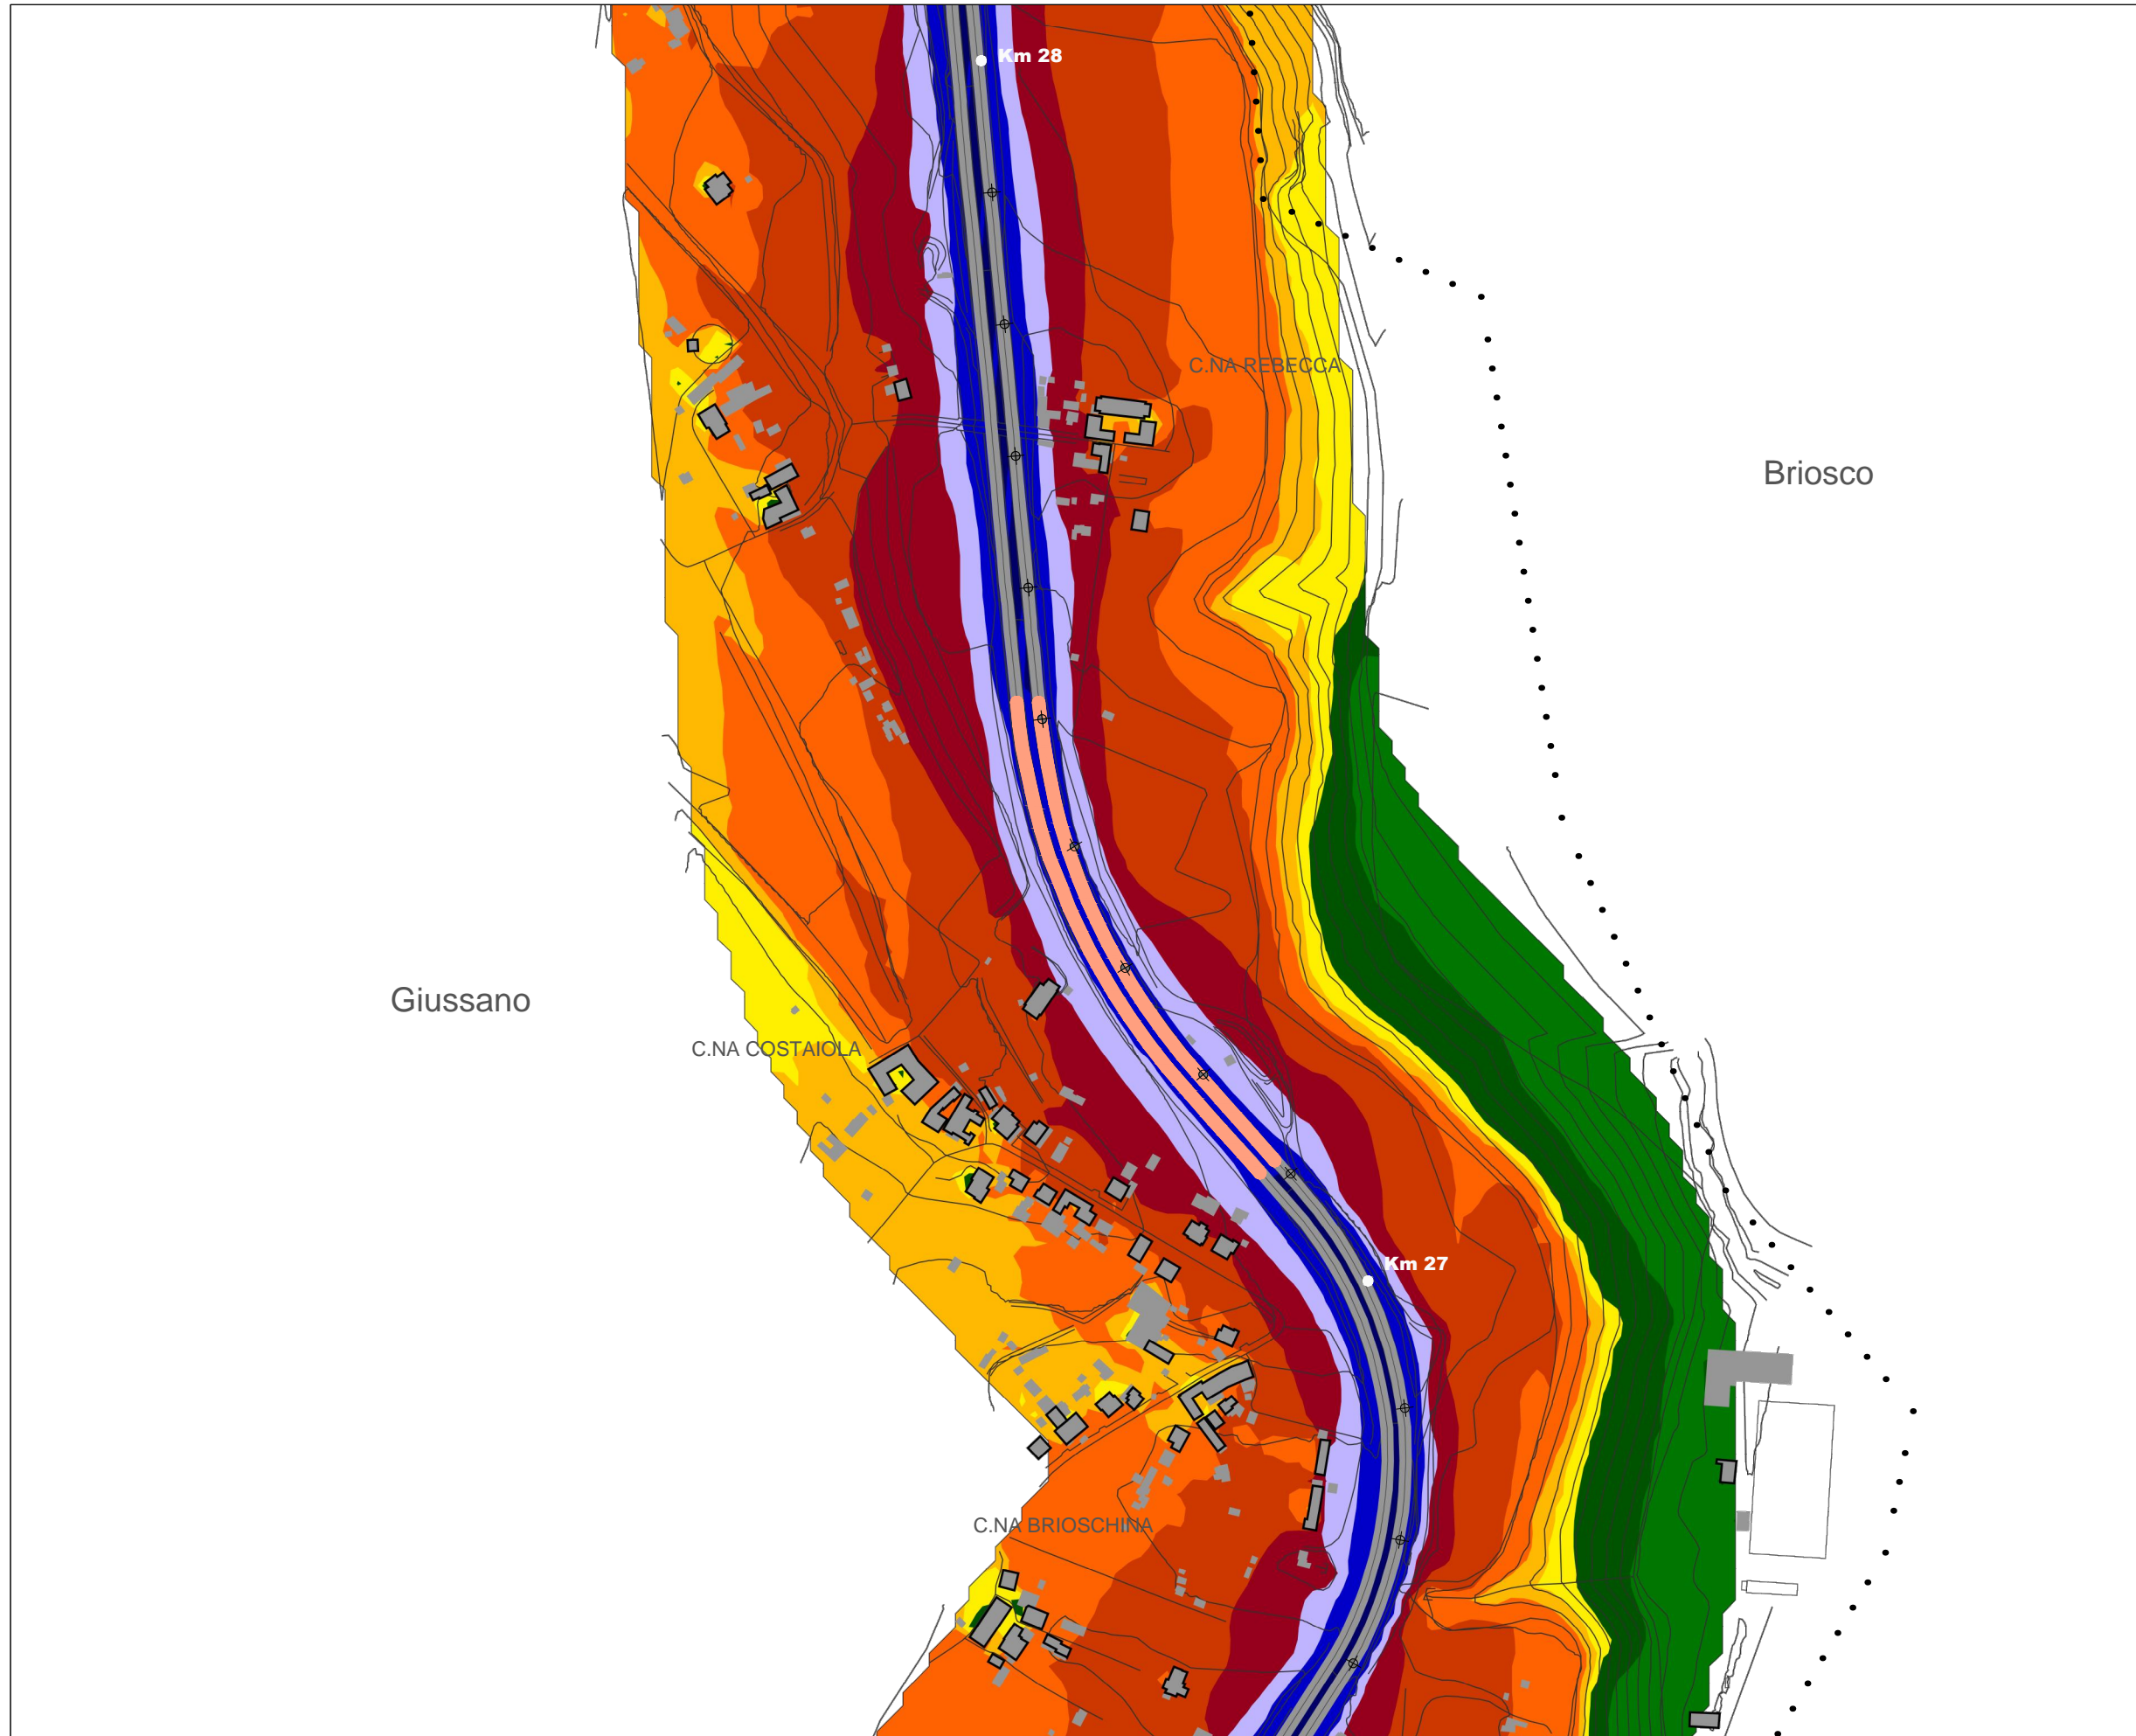 Km 28
C.NA REBECCA
Briosco
Giussano
C.NA COSTAIOLA
Km 27
C.NA BRIOSCHINA